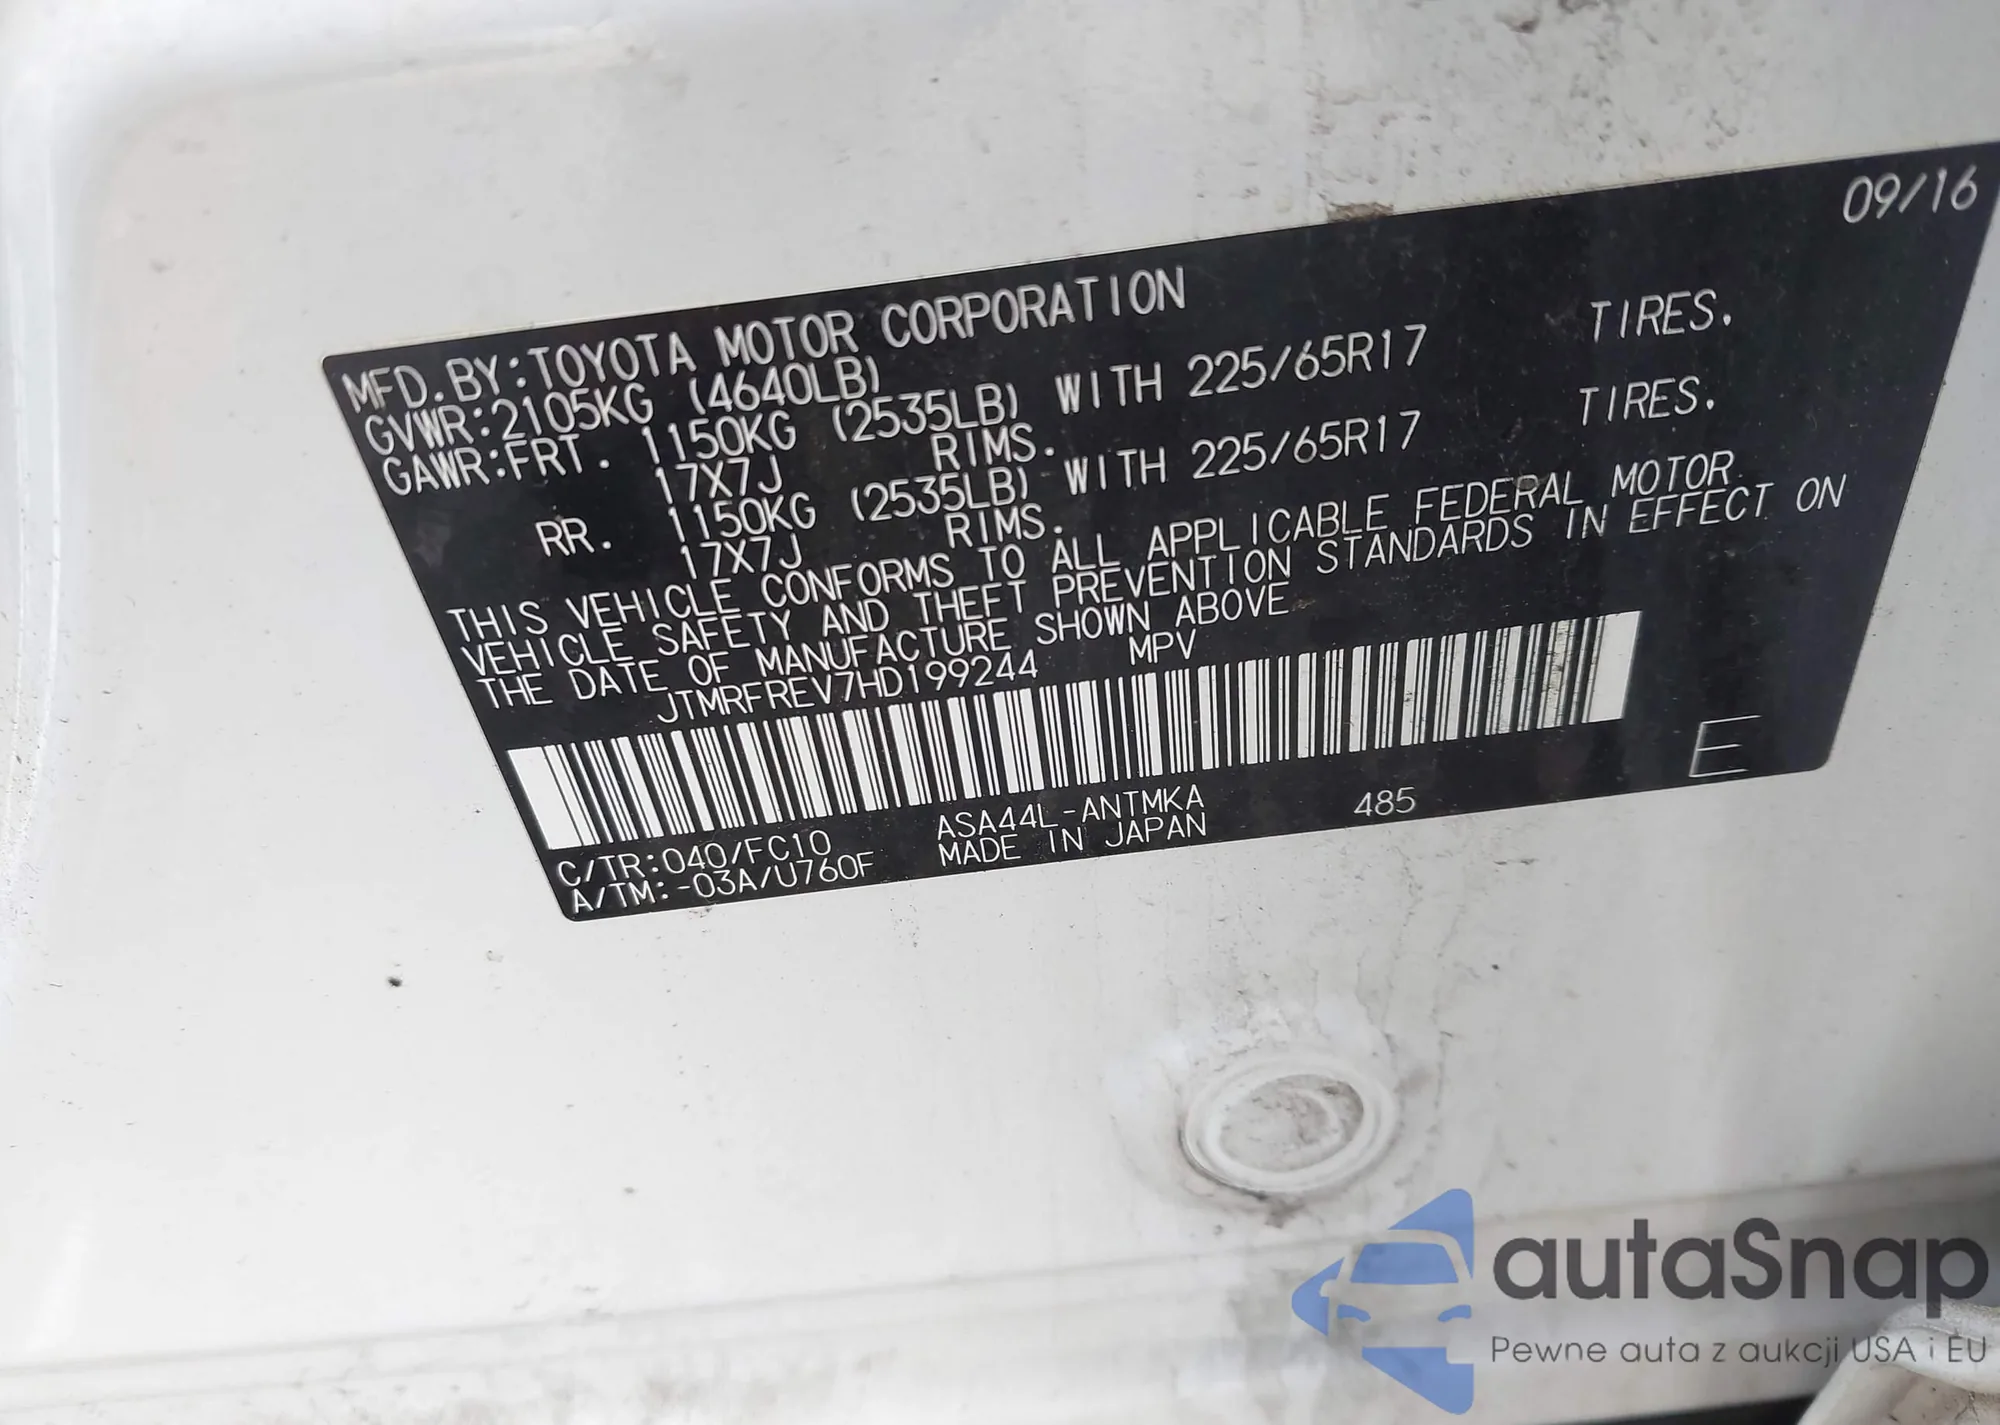 09/16
MFD.BY:TOYOTA MOTOR CORPORATION
GVWR:2105KG (4640LB)
GAWR:FRT. 1150KG (2535LB) WITH 225/65R17 TIRES.
17X7J RIMS.
RR. 1150KG (2535LB) WITH 225/65R17 TIRES.
17X7J RIMS.
THIS VEHICLE CONFORMS TO ALL APPLICABLE FEDERAL MOTOR
VEHICLE SAFETY AND THEFT PREVENTION STANDARDS IN EFFECT ON
THE DATE OF MANUFACTURE SHOWN ABOVE
JTMRFREV7HD199244 MPV
E
C/TR:040/FC10 ASA44L-ANTMKA 485
A/TM:-03A/U760F MADE IN JAPAN
autaSnap
Pewne auta z aukcji USA i EU